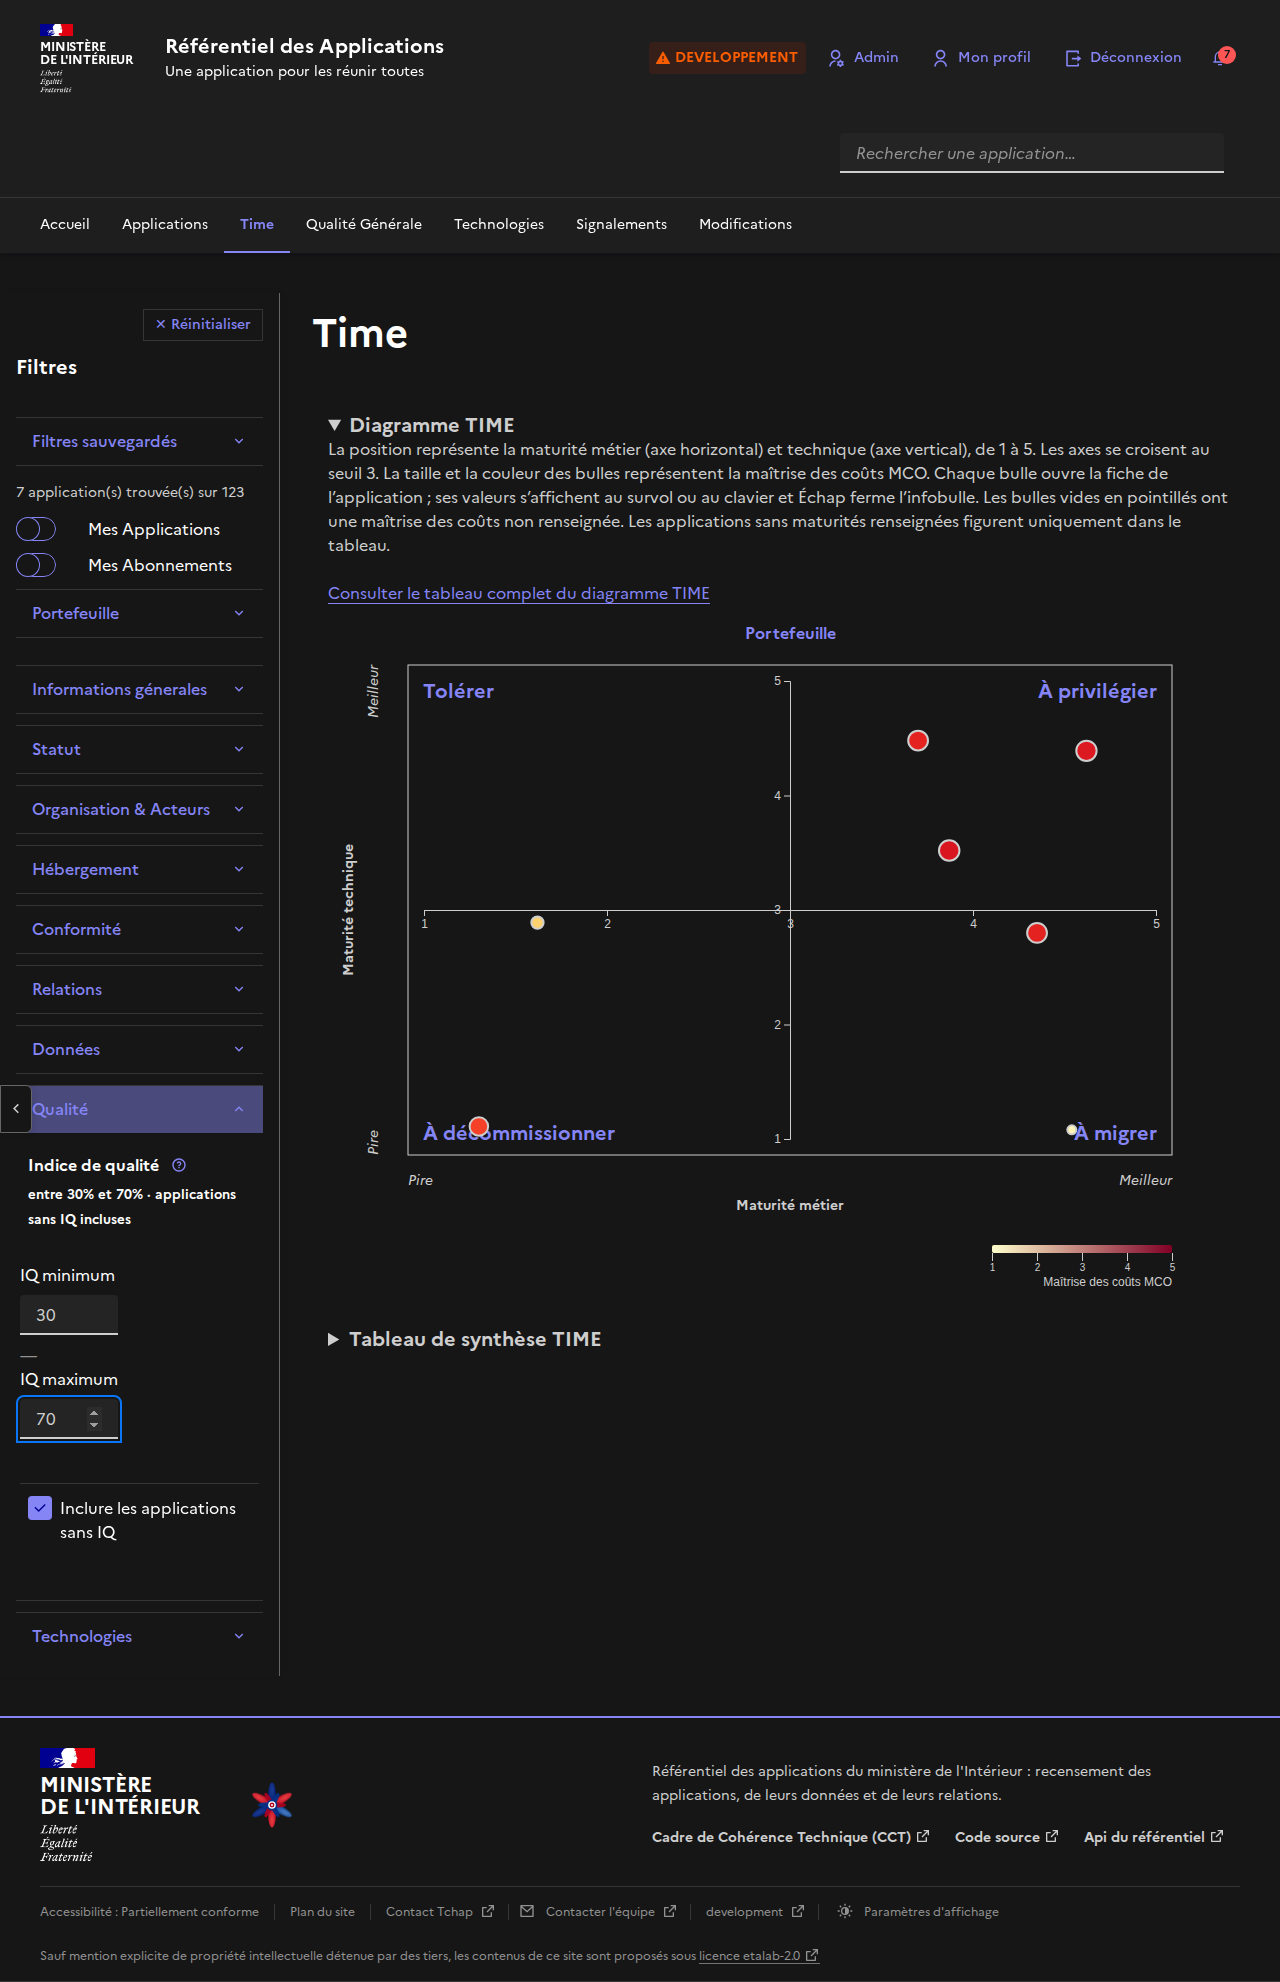 MINISTÈRE
DE L'INTÉRIEUR
Liberté
Égalité
Fraternité
Référentiel des Applications
Une application pour les réunir toutes
DEVELOPPEMENT
Admin
Mon profil
Déconnexion
7
Rechercher une application…
Accueil
Applications
Time
Qualité Générale
Technologies
Signalements
Modifications
Réinitialiser
Filtres
Filtres sauvegardés
7 application(s) trouvée(s) sur 123
Mes Applications
Mes Abonnements
Portefeuille
Informations génerales
Statut
Organisation & Acteurs
Hébergement
Conformité
Relations
Données
Qualité
Indice de qualité
entre 30% et 70% · applications
sans IQ incluses
IQ minimum
30
—
IQ maximum
70
Inclure les applications
sans IQ
Technologies
Time
Diagramme TIME
La position représente la maturité métier (axe horizontal) et technique (axe vertical), de 1 à 5. Les axes se croisent au
seuil 3. La taille et la couleur des bulles représentent la maîtrise des coûts MCO. Chaque bulle ouvre la fiche de
l’application ; ses valeurs s’affichent au survol ou au clavier et Échap ferme l’infobulle. Les bulles vides en pointillés ont
une maîtrise des coûts non renseignée. Les applications sans maturités renseignées figurent uniquement dans le
tableau.
Consulter le tableau complet du diagramme TIME
Portefeuille
Meilleur
Tolérer
5
À privilégier
4
Maturité technique
3
1
2
3
4
5
2
Pire
À décommissionner
1
À migrer
Pire
Meilleur
Maturité métier
1
2
3
4
5
Maîtrise des coûts MCO
Tableau de synthèse TIME
MINISTÈRE
DE L'INTÉRIEUR
Liberté
Égalité
Fraternité
Référentiel des applications du ministère de l'Intérieur : recensement des
applications, de leurs données et de leurs relations.
Cadre de Cohérence Technique (CCT)
Code source
Api du référentiel
Accessibilité : Partiellement conforme
Plan du site
Contact Tchap
Contacter l'équipe
development
Paramètres d'affichage
Sauf mention explicite de propriété intellectuelle détenue par des tiers, les contenus de ce site sont proposés sous licence etalab-2.0